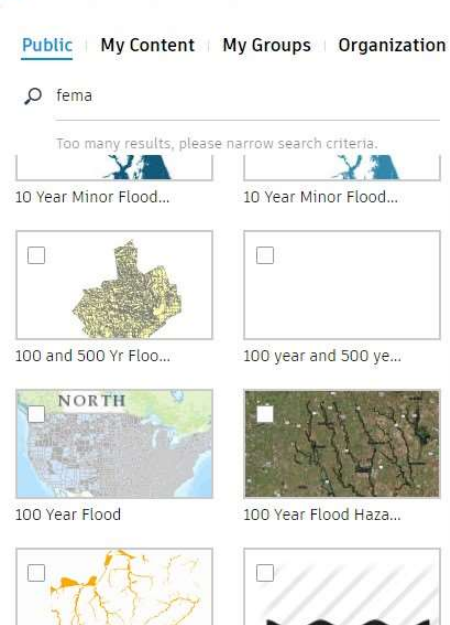 Public | My Content | My Groups | Organization
fema
Too many results, please narrow search criteria.
10 Year Minor Flood... 10 Year Minor Flood...
100 and 500 Yr Floo... 100 year and 500 ye...
NORTH
100 Year Flood 100 Year Flood Haza...